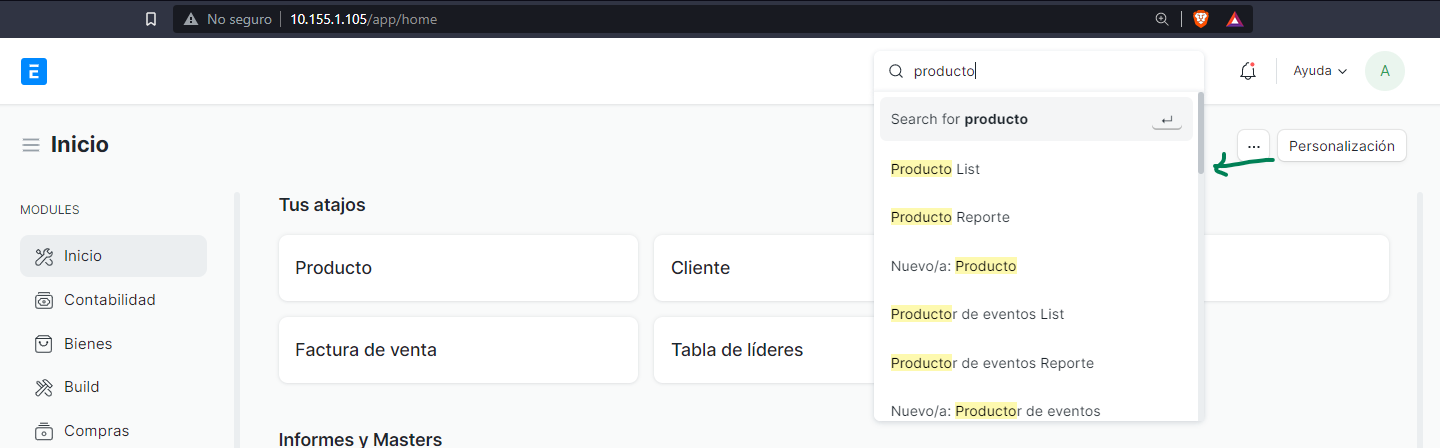 No seguro | 10.155.1.105/app/home
E
producto
Ayuda
A
Search for producto
Inicio
... Personalización
Producto List
MODULES
Tus atajos
Producto Reporte
Inicio
Producto
Cliente
Nuevo/a: Producto
Contabilidad
Productor de eventos List
Bienes
Factura de venta
Tabla de líderes
Productor de eventos Reporte
Build
Nuevo/a: Productor de eventos
Compras
Informes y Masters